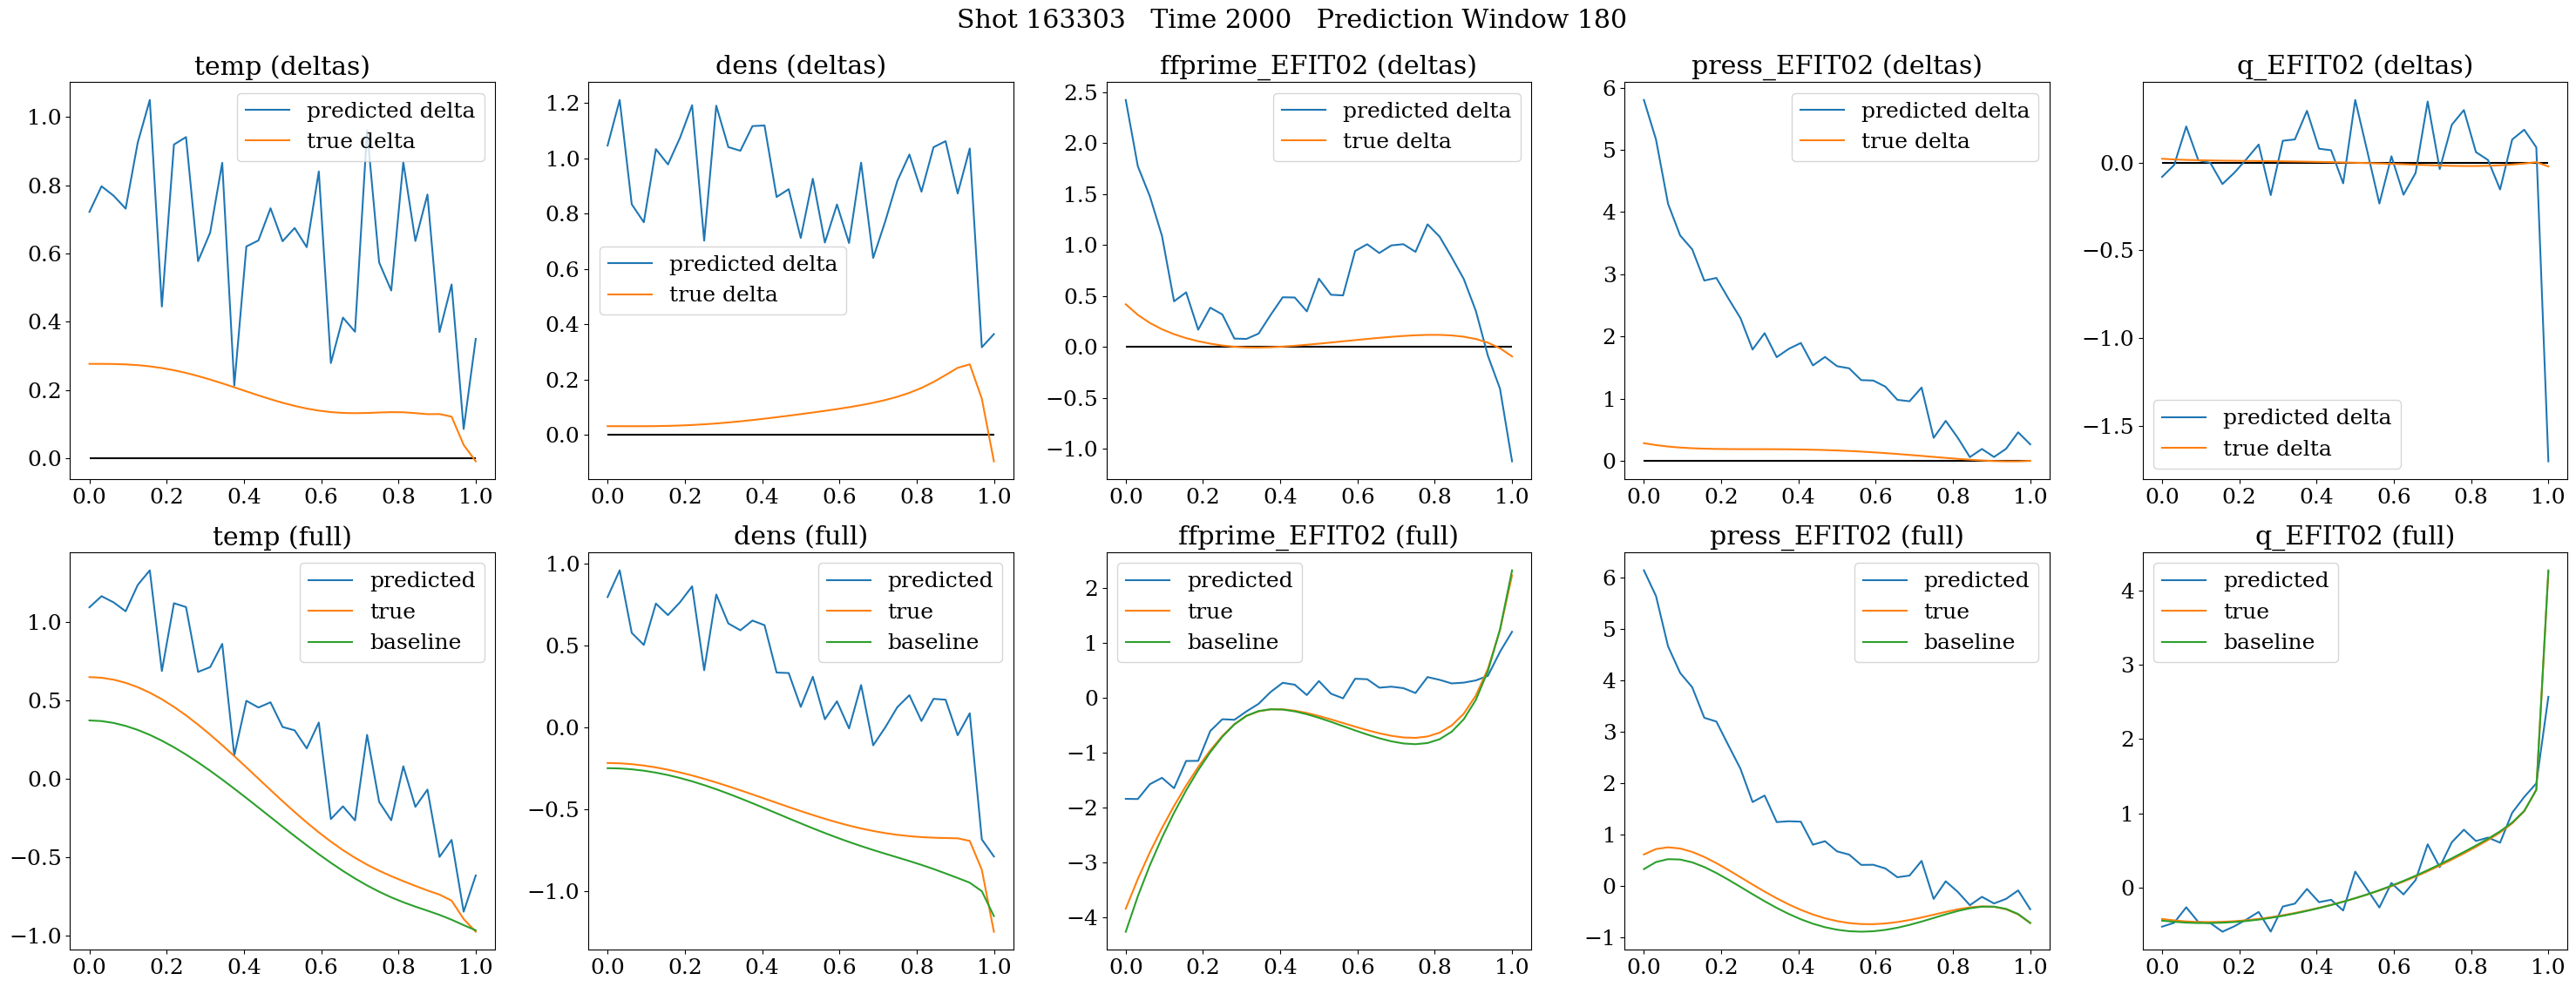 Shot 163303   Time 2000   Prediction Window 180
temp (deltas)
1.0
0.8
0.6
0.4
0.2
0.0
predicted delta
true delta
0.0 0.2 0.4 0.6 0.8 1.0
dens (deltas)
1.2
1.0
0.8
0.6
0.4
0.2
0.0
predicted delta
true delta
0.0 0.2 0.4 0.6 0.8 1.0
ffprime_EFIT02 (deltas)
2.5
2.0
1.5
1.0
0.5
0.0
−0.5
−1.0
predicted delta
true delta
0.0 0.2 0.4 0.6 0.8 1.0
press_EFIT02 (deltas)
6
5
4
3
2
1
0
predicted delta
true delta
0.0 0.2 0.4 0.6 0.8 1.0
q_EFIT02 (deltas)
0.0
−0.5
−1.0
−1.5
predicted delta
true delta
0.0 0.2 0.4 0.6 0.8 1.0
temp (full)
1.0
0.5
0.0
−0.5
−1.0
predicted
true
baseline
0.0 0.2 0.4 0.6 0.8 1.0
dens (full)
1.0
0.5
0.0
−0.5
−1.0
predicted
true
baseline
0.0 0.2 0.4 0.6 0.8 1.0
ffprime_EFIT02 (full)
2
1
0
−1
−2
−3
−4
predicted
true
baseline
0.0 0.2 0.4 0.6 0.8 1.0
press_EFIT02 (full)
6
5
4
3
2
1
0
−1
predicted
true
baseline
0.0 0.2 0.4 0.6 0.8 1.0
q_EFIT02 (full)
4
3
2
1
0
predicted
true
baseline
0.0 0.2 0.4 0.6 0.8 1.0